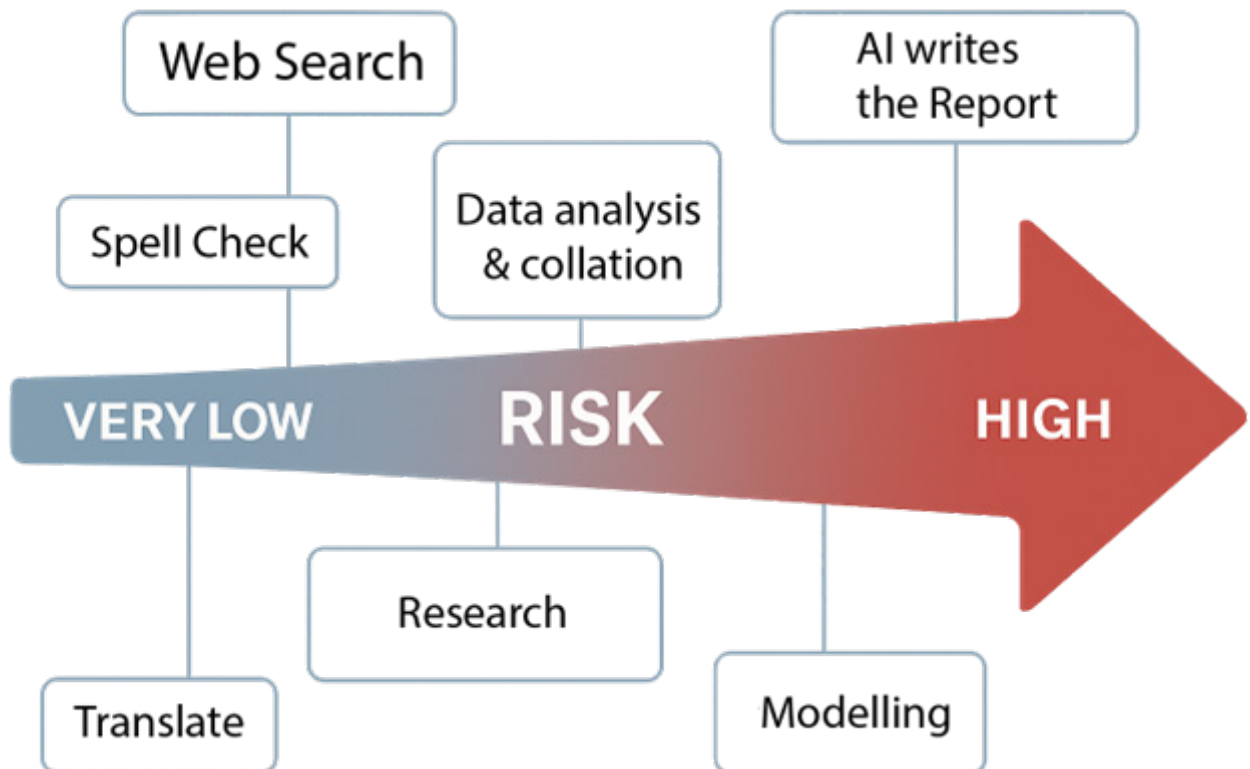 Web Search
AI writes
the Report
Spell Check
Data analysis
& collation
VERY LOW
RISK
HIGH
Research
Translate
Modelling